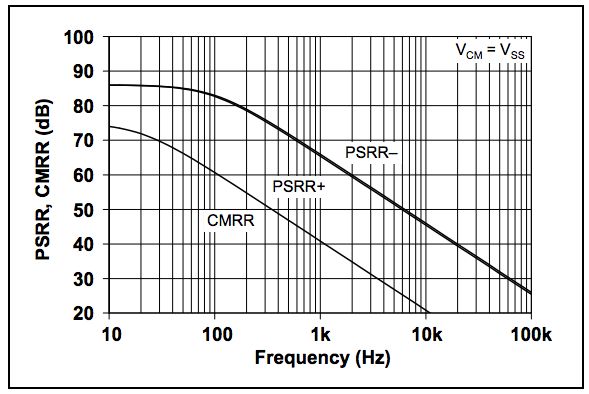 100
90
80
70
60
50
40
30
20
PSRR, CMRR (dB)
V_CM = V_SS
PSRR–
PSRR+
CMRR
10 100 1k 10k 100k
Frequency (Hz)